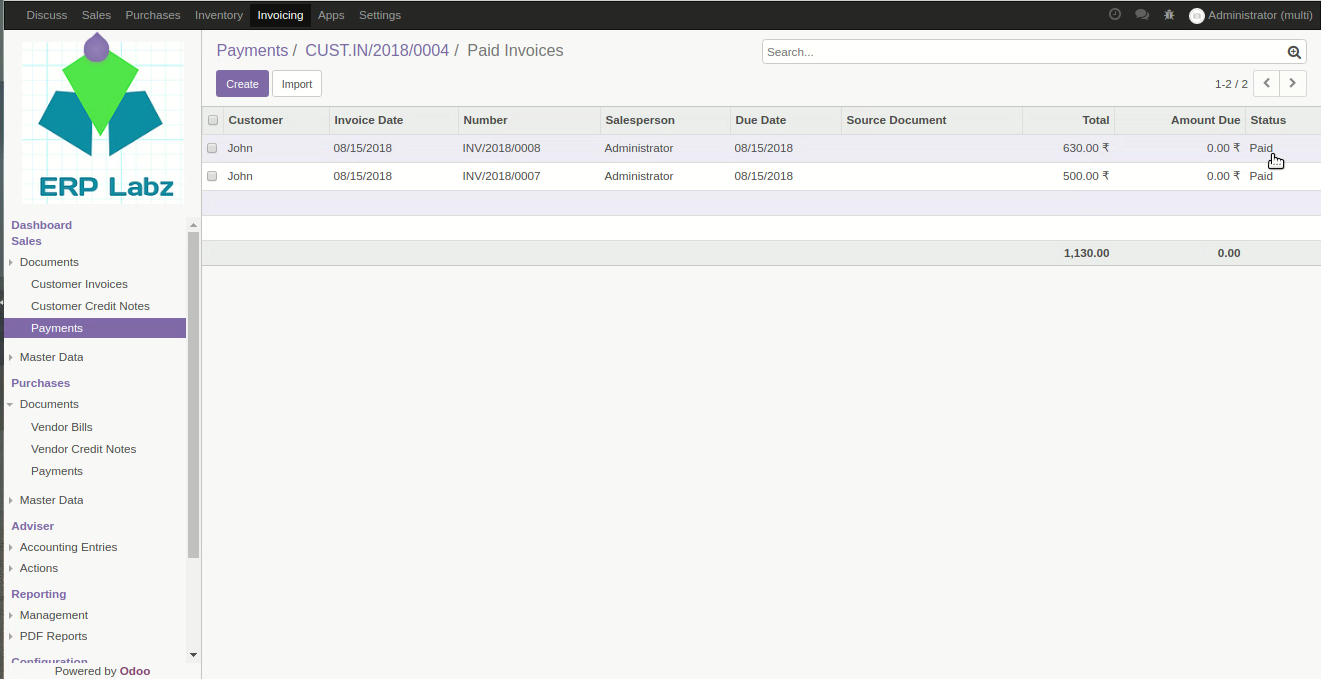 Discuss Sales Purchases Inventory Invoicing Apps Settings Administrator (multi)
ERP Labz
Dashboard
Sales
Documents
Customer Invoices
Customer Credit Notes
Payments
Master Data
Purchases
Documents
Vendor Bills
Vendor Credit Notes
Payments
Master Data
Adviser
Accounting Entries
Actions
Reporting
Management
PDF Reports
Configuration
Powered by Odoo
Payments / CUST.IN/2018/0004 / Paid Invoices
Search...
Create Import
1-2 / 2
Customer Invoice Date Number Salesperson Due Date Source Document Total Amount Due Status
John 08/15/2018 INV/2018/0008 Administrator 08/15/2018 630.00 ₹ 0.00 ₹ Paid
John 08/15/2018 INV/2018/0007 Administrator 08/15/2018 500.00 ₹ 0.00 ₹ Paid
1,130.00 0.00